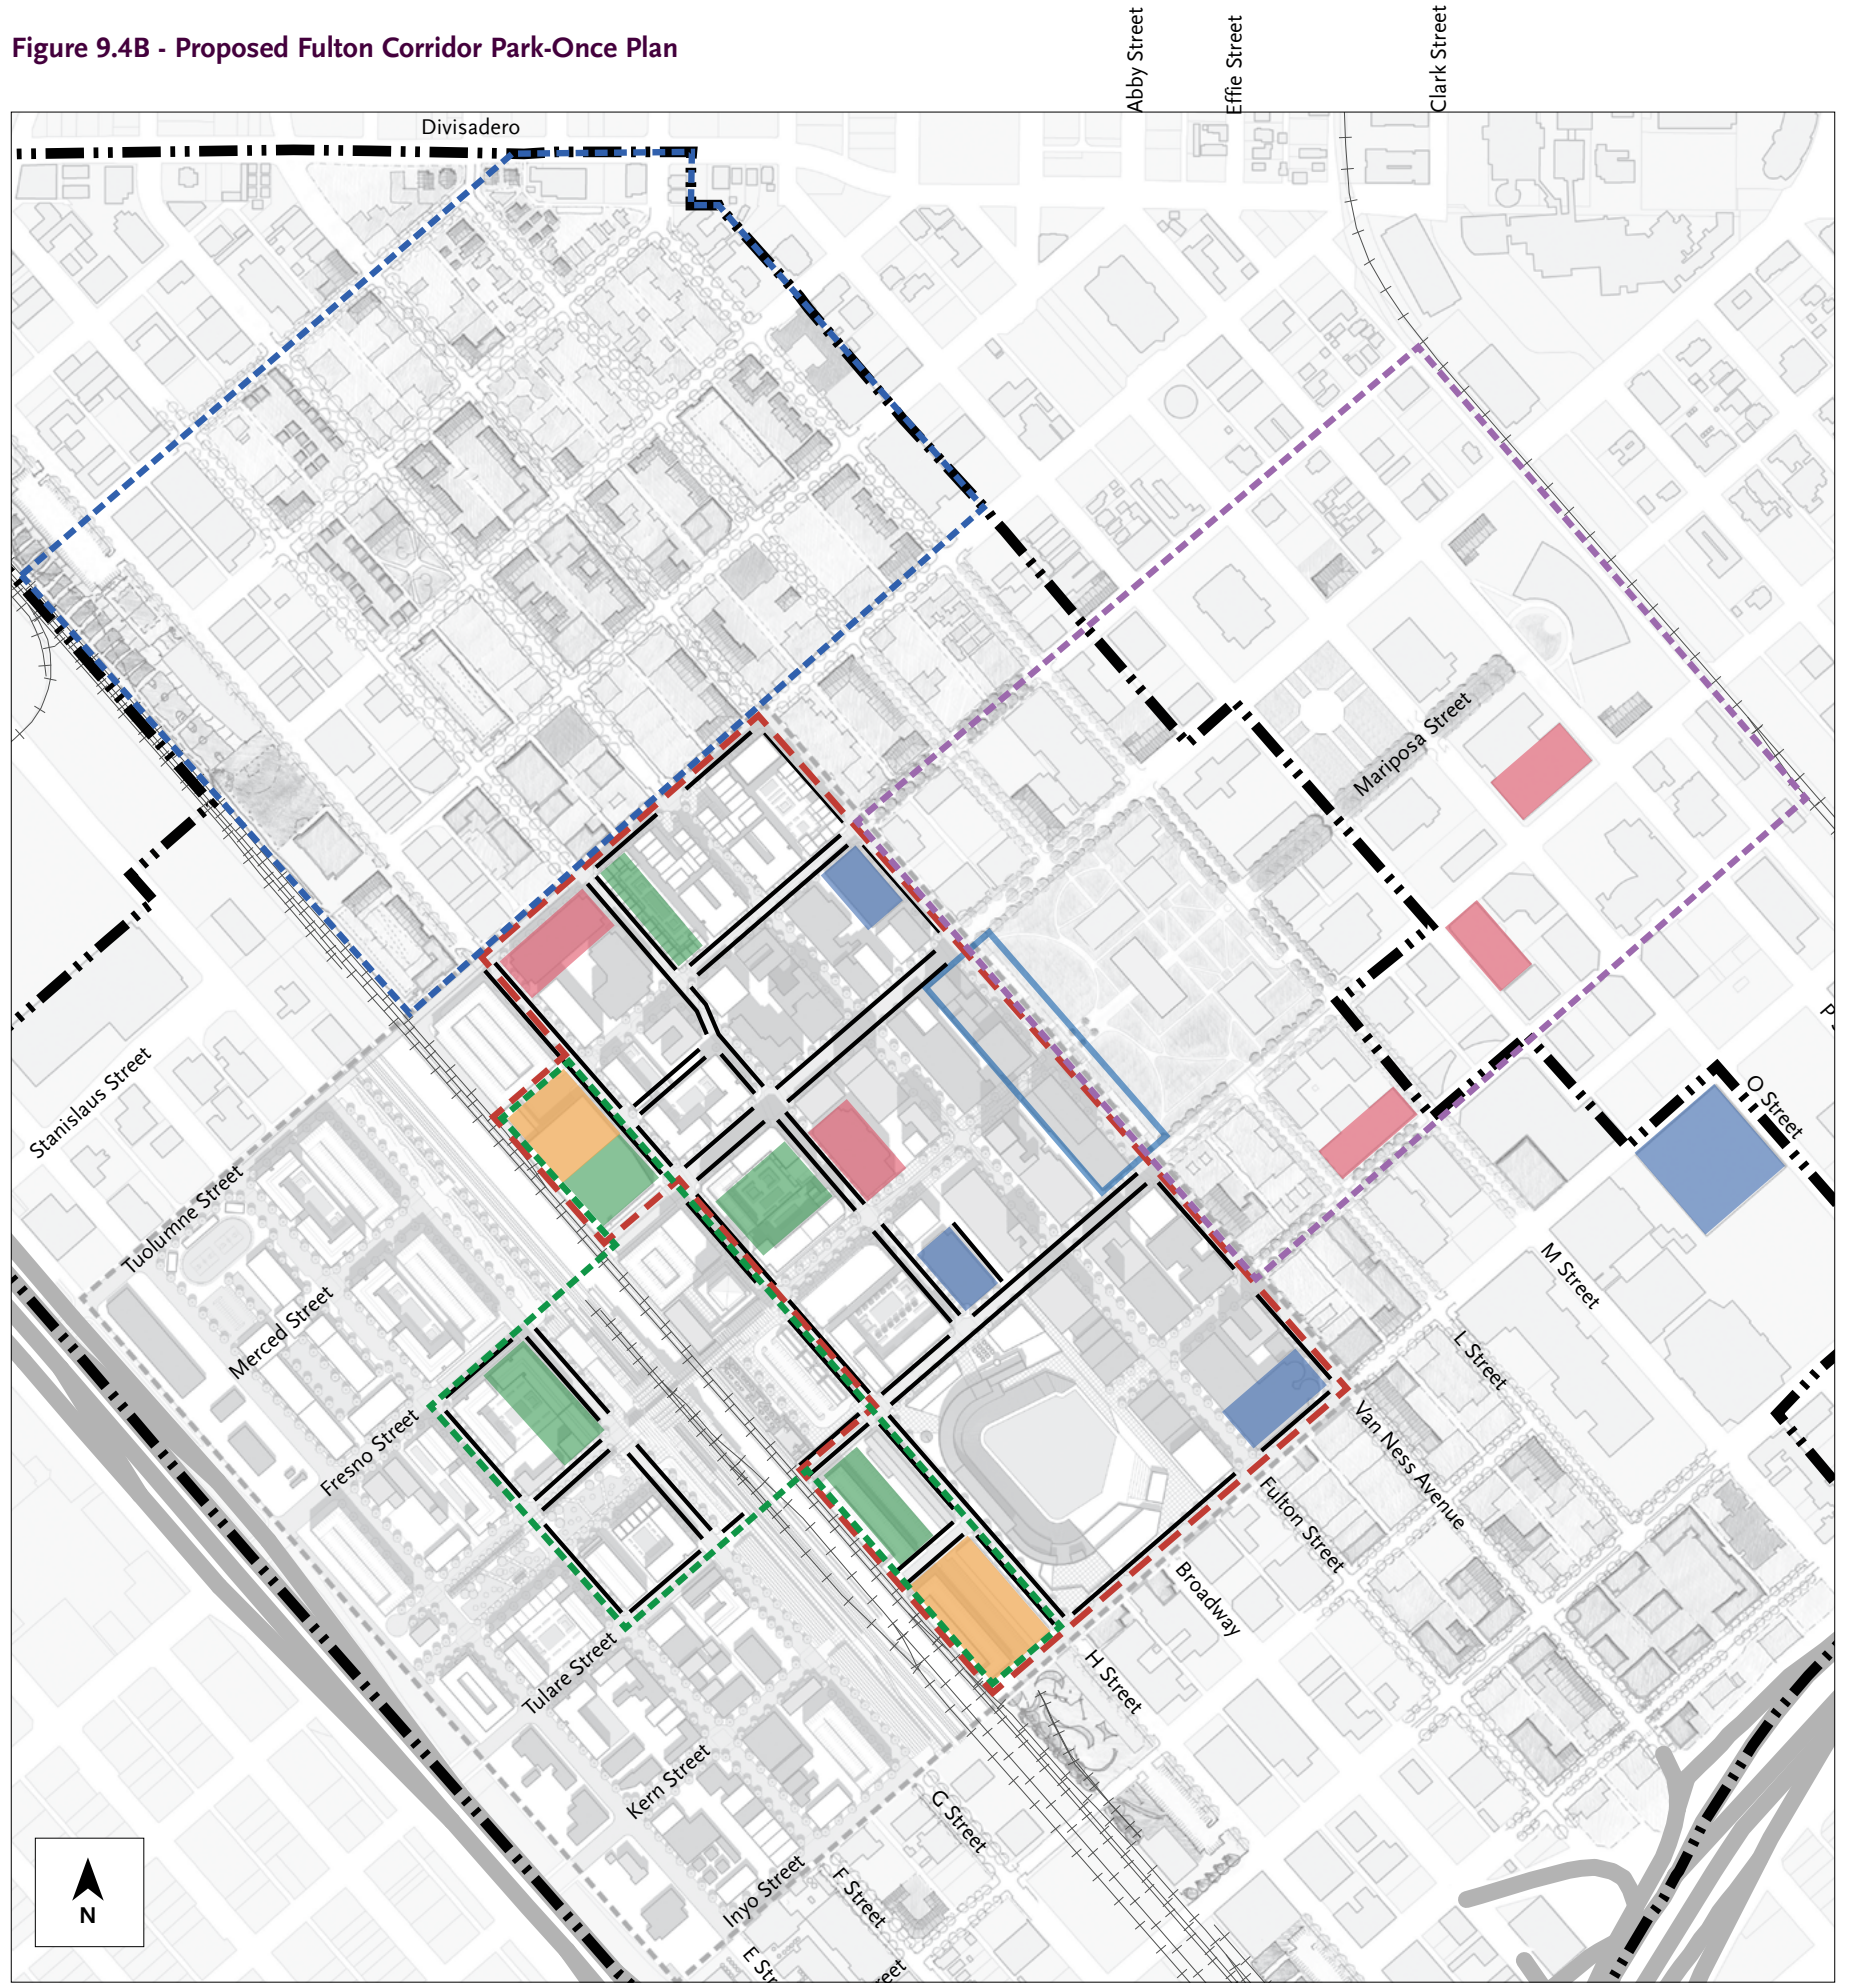 Figure 9.4B - Proposed Fulton Corridor Park-Once Plan
Abby Street
Effie Street
Clark Street
Divisadero
Mariposa Street
Stanislaus Street
Tuolumne Street
Merced Street
Fresno Street
Tulare Street
Kern Street
Inyo Street
O Street
M Street
L Street
Van Ness Avenue
Fulton Street
Broadway
H Street
G Street
F Street
N